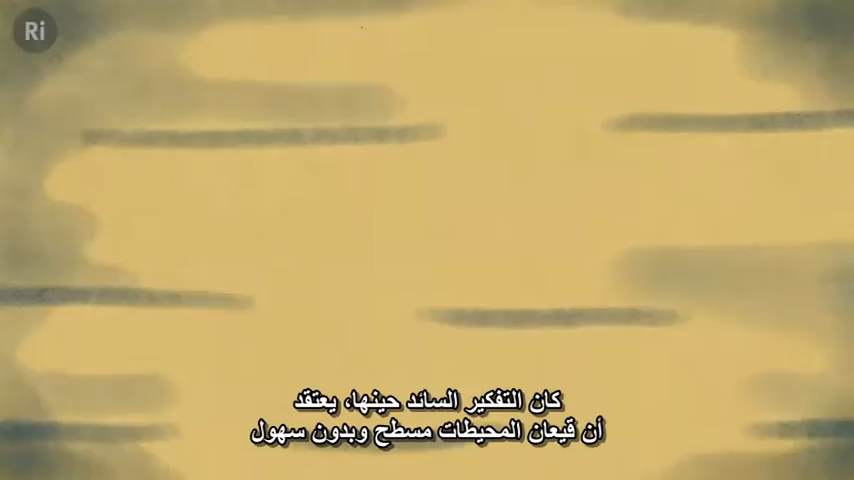 Ri
كان التفكير السائد حينها، يعتقد
أن قيعان المحيطات مسطح وبدون سهول